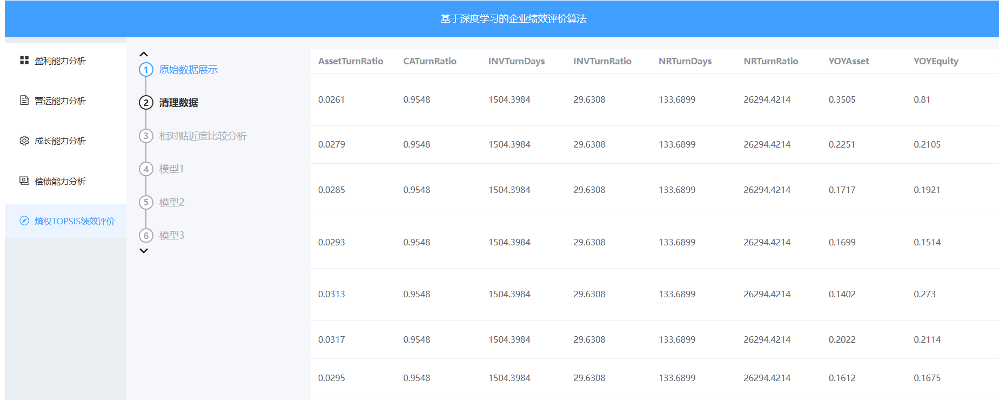 基于深度学习的企业绩效评价算法
盈利能力分析
营运能力分析
成长能力分析
偿债能力分析
熵权TOPSIS绩效评价
1 原始数据展示
2 清理数据
3 相对贴近度比较分析
4 模型1
5 模型2
6 模型3
AssetTurnRatio CATurnRatio INVTurnDays INVTurnRatio NRTurnDays NRTurnRatio YOYAsset YOYEquity
0.0261 0.9548 1504.3984 29.6308 133.6899 26294.4214 0.3505 0.81
0.0279 0.9548 1504.3984 29.6308 133.6899 26294.4214 0.2251 0.2105
0.0285 0.9548 1504.3984 29.6308 133.6899 26294.4214 0.1717 0.1921
0.0293 0.9548 1504.3984 29.6308 133.6899 26294.4214 0.1699 0.1514
0.0313 0.9548 1504.3984 29.6308 133.6899 26294.4214 0.1402 0.273
0.0317 0.9548 1504.3984 29.6308 133.6899 26294.4214 0.2022 0.2114
0.0295 0.9548 1504.3984 29.6308 133.6899 26294.4214 0.1612 0.1675